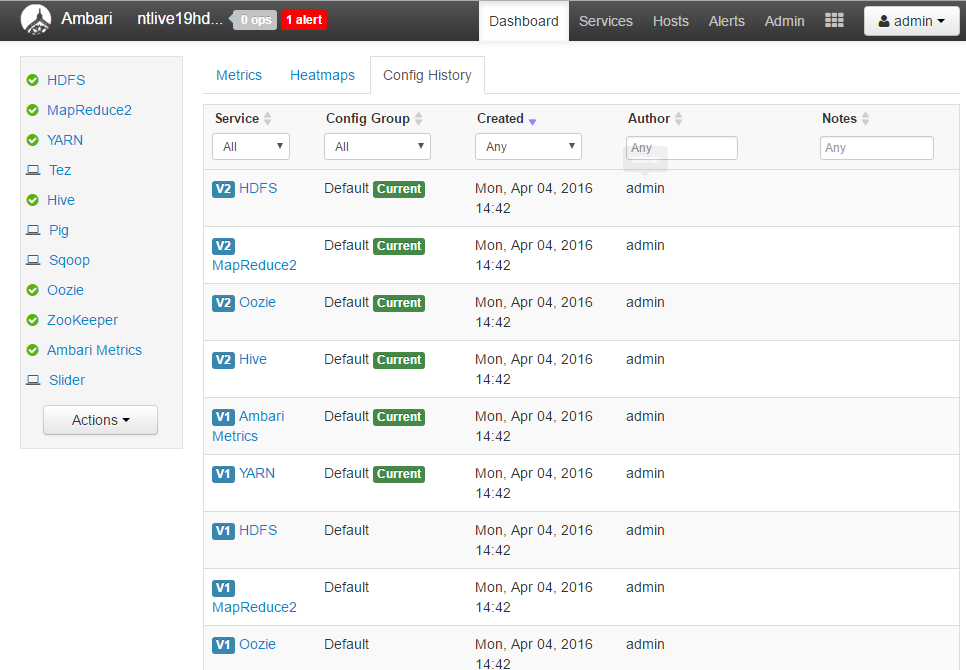 Ambari ntlive19hd... 0 ops 1 alert Dashboard Services Hosts Alerts Admin admin
HDFS
MapReduce2
YARN
Tez
Hive
Pig
Sqoop
Oozie
ZooKeeper
Ambari Metrics
Slider
Actions
Metrics Heatmaps Config History
Service Config Group Created Author Notes
All All Any Any Any
V2 HDFS Default Current Mon, Apr 04, 2016 admin
14:42
V2 Default Current Mon, Apr 04, 2016 admin
MapReduce2 14:42
V2 Oozie Default Current Mon, Apr 04, 2016 admin
14:42
V2 Hive Default Current Mon, Apr 04, 2016 admin
14:42
V1 Ambari Default Current Mon, Apr 04, 2016 admin
Metrics 14:42
V1 YARN Default Current Mon, Apr 04, 2016 admin
14:42
V1 HDFS Default Mon, Apr 04, 2016 admin
14:42
V1 Default Mon, Apr 04, 2016 admin
MapReduce2 14:42
V1 Oozie Default Mon, Apr 04, 2016 admin
14:42